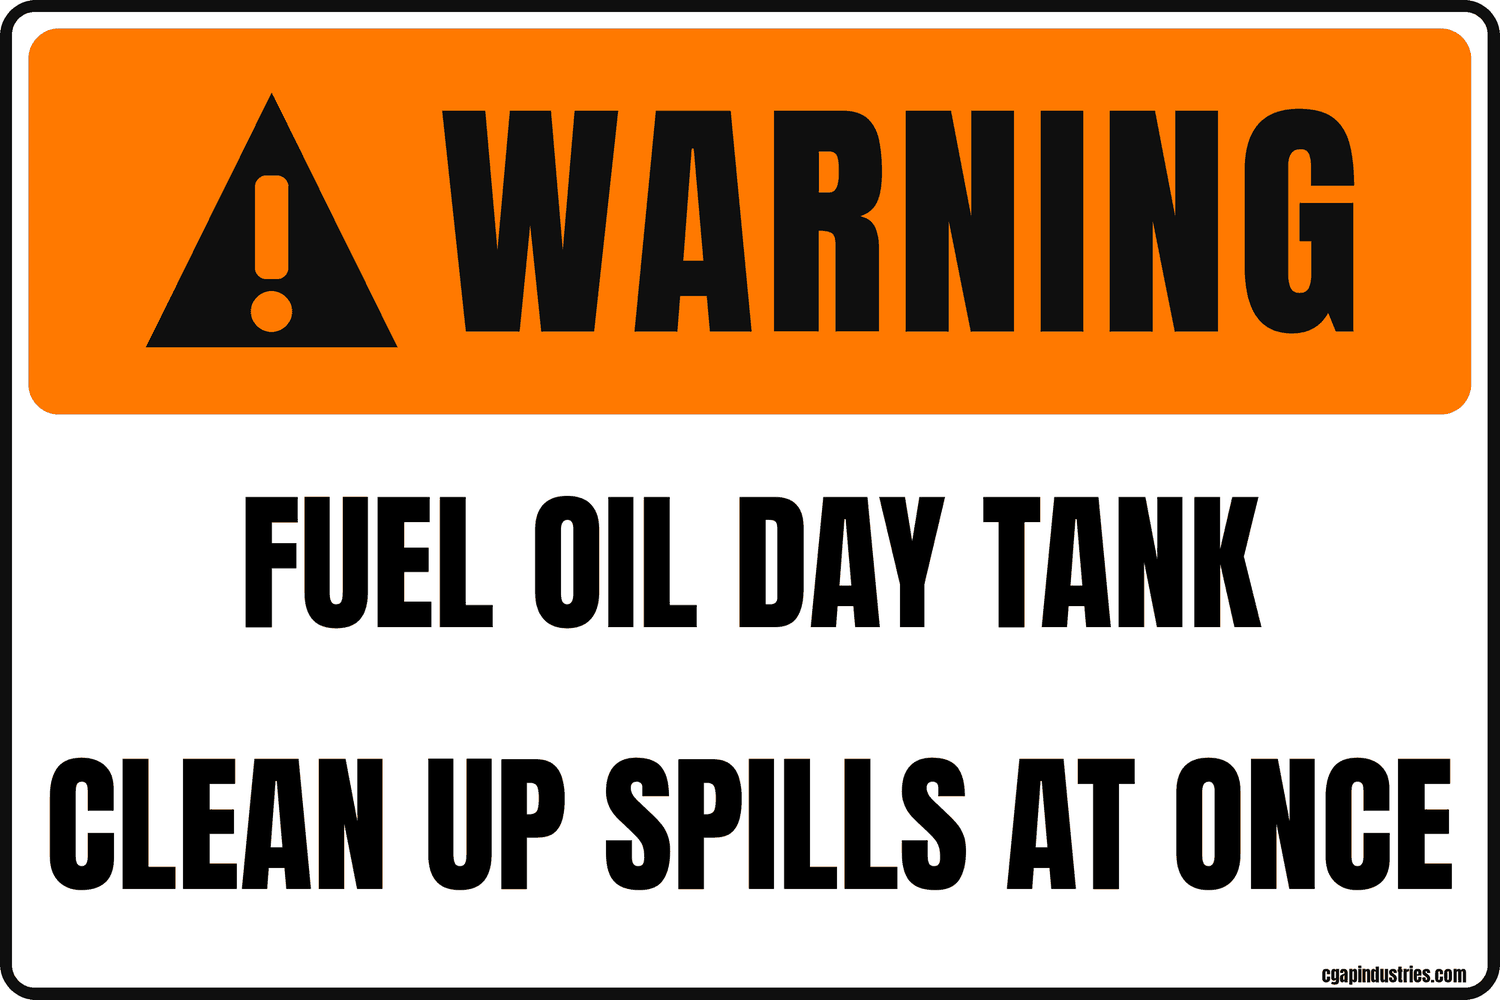 WARNING
FUEL OIL DAY TANK
CLEAN UP SPILLS AT ONCE
cgapindustries.com